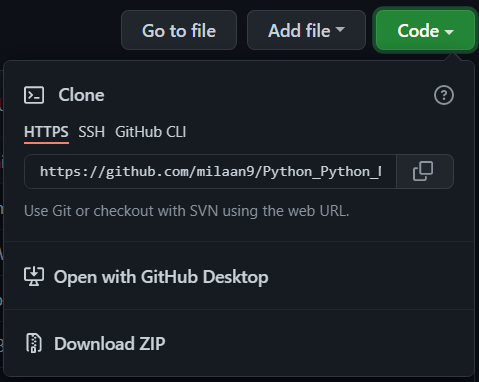 Go to file Add file Code
Clone
HTTPS SSH GitHub CLI
https://github.com/milaan9/Python_Python_
Use Git or checkout with SVN using the web URL.
Open with GitHub Desktop
Download ZIP